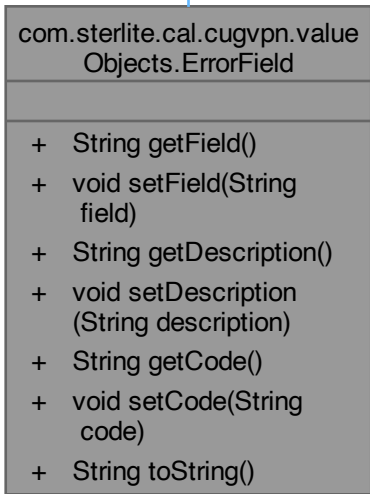 com.sterlite.cal.cugvpn.value
Objects.ErrorField
+ String getField()
+ void setField(String
field)
+ String getDescription()
+ void setDescription
(String description)
+ String getCode()
+ void setCode(String
code)
+ String toString()